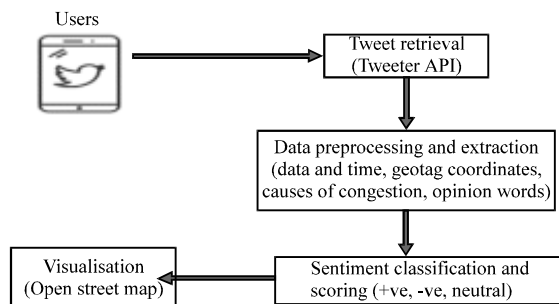 Users
Tweet retrieval
(Tweeter API)
Data preprocessing and extraction
(data and time, geotag coordinates,
causes of congestion, opinion words)
Sentiment classification and
scoring (+ve, -ve, neutral)
Visualisation
(Open street map)